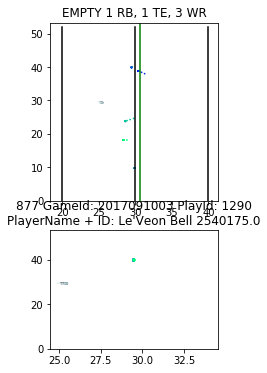 EMPTY 1 RB, 1 TE, 3 WR
50
40
30
20
10
0
20 25 30 35 40
877 GameId: 2017091003 PlayId: 1290
PlayerName + ID: Le'Veon Bell 2540175.0
40
20
0
25.0 27.5 30.0 32.5